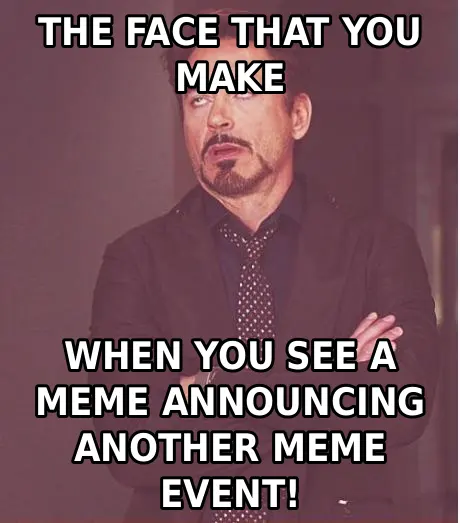 THE FACE THAT YOU
MAKE
WHEN YOU SEE A
MEME ANNOUNCING
ANOTHER MEME
EVENT!